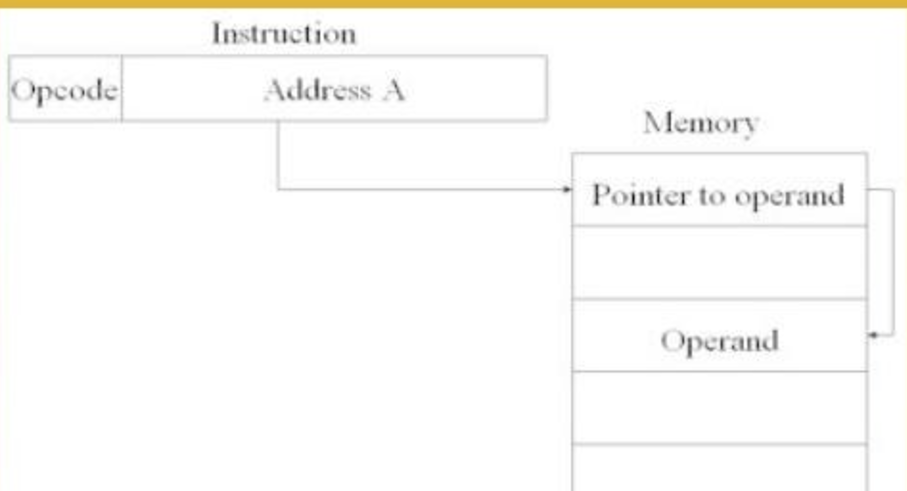 Instruction
Opcode
Address A
Memory
Pointer to operand
Operand